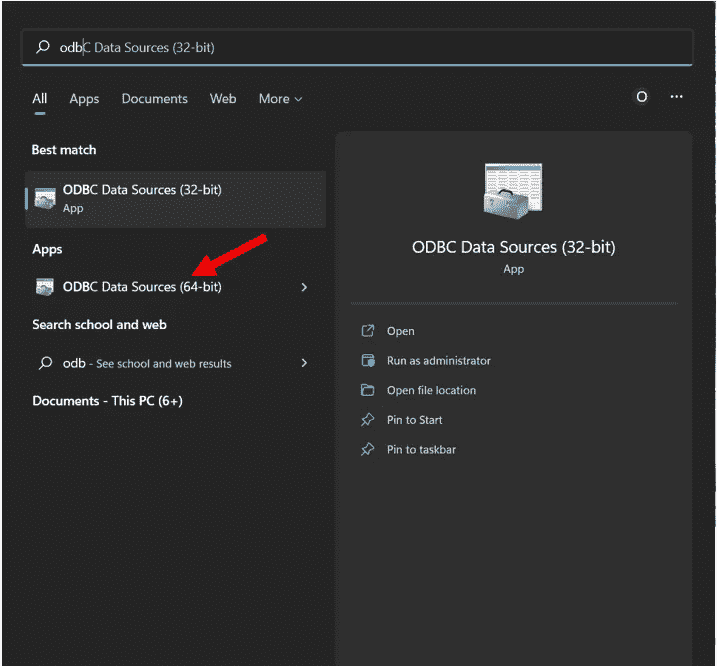 odbC Data Sources (32-bit)
All Apps Documents Web More O ...
Best match
ODBC Data Sources (32-bit)
App
Apps
ODBC Data Sources (64-bit)
Search school and web
odb - See school and web results
Documents - This PC (6+)
ODBC Data Sources (32-bit)
App
Open
Run as administrator
Open file location
Pin to Start
Pin to taskbar